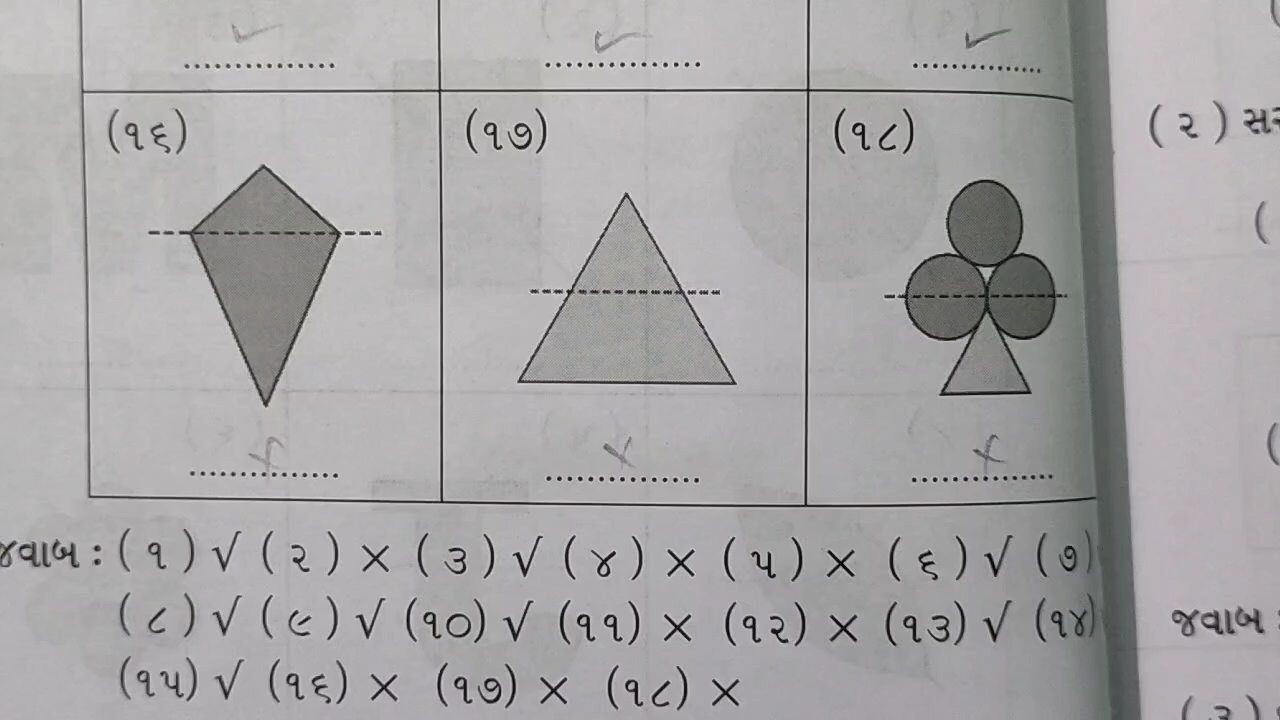 (૧૬) (૧૭) (૧૮)
જવાબ : (૧) √ (૨) × (૩) √ (૪) × (૫) × (૬) √ (૭)
(૮) √ (૯) √ (૧૦) √ (૧૧) × (૧૨) × (૧૩) √ (૧૪)
(૧૫) √ (૧૬) × (૧૭) × (૧૮) ×
(૨)
જવાબ :
(૩)